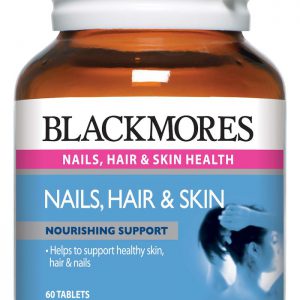 BLACKMORES
NAILS, HAIR & SKIN HEALTH
NAILS, HAIR & SKIN
NOURISHING SUPPORT
• Helps to support healthy skin,
hair & nails
60 TABLETS